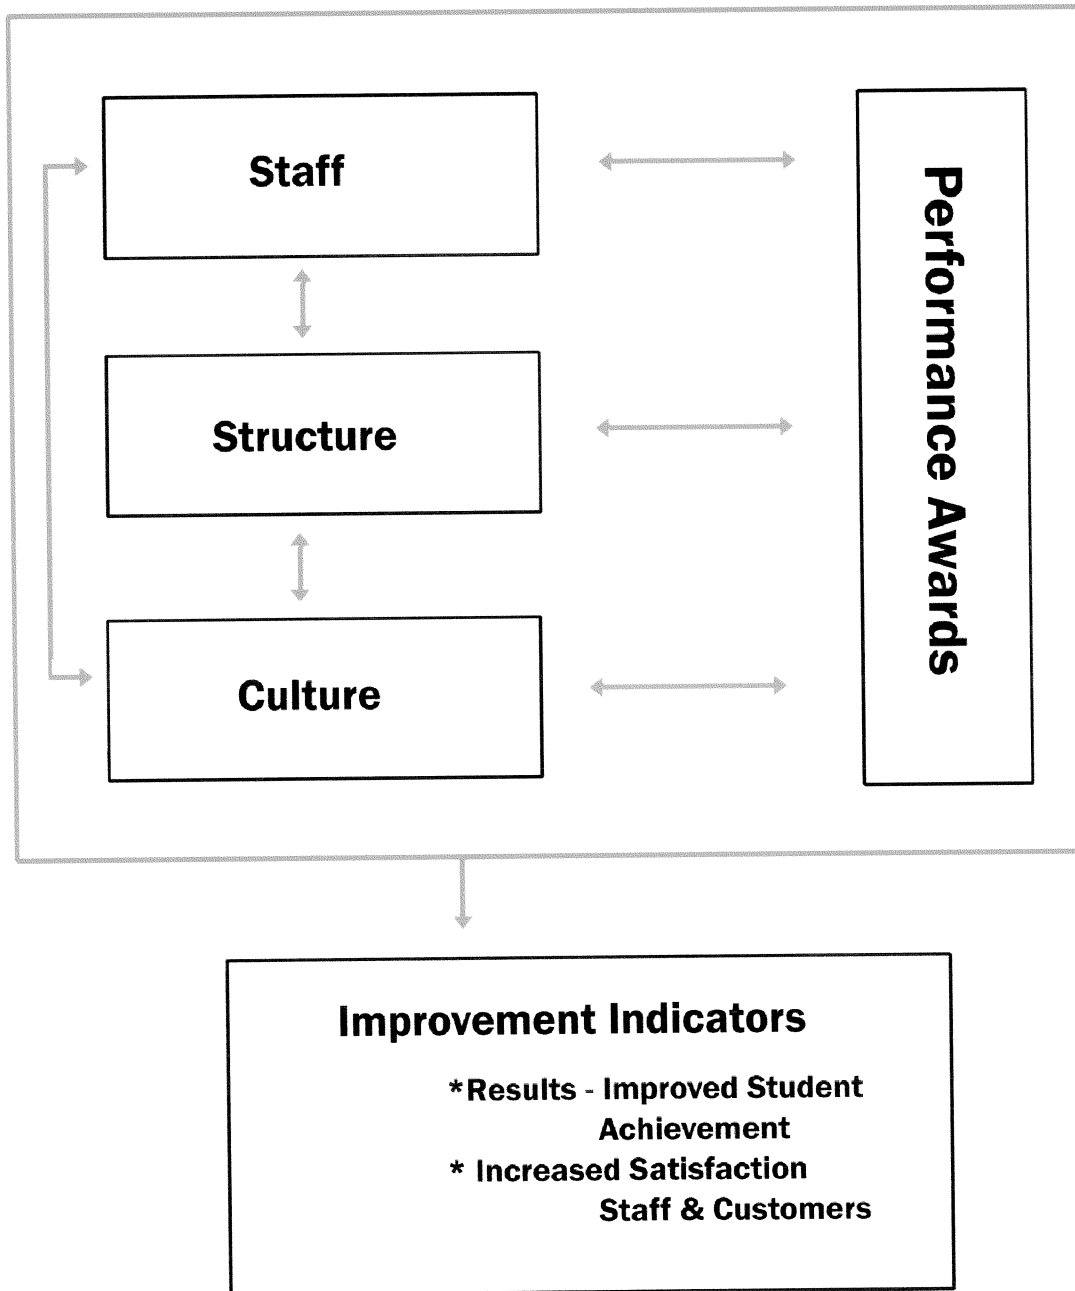 Staff
Structure
Culture
Performance Awards
Improvement Indicators
*Results - Improved Student
Achievement
* Increased Satisfaction
Staff & Customers